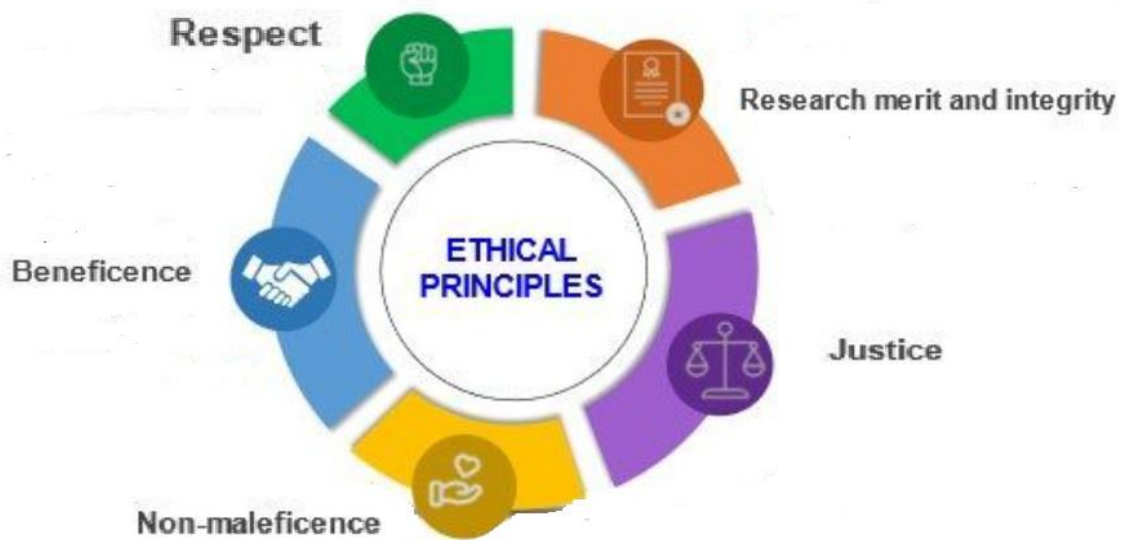 Respect
Research merit and integrity
ETHICAL
PRINCIPLES
Beneficence
Justice
Non-maleficence